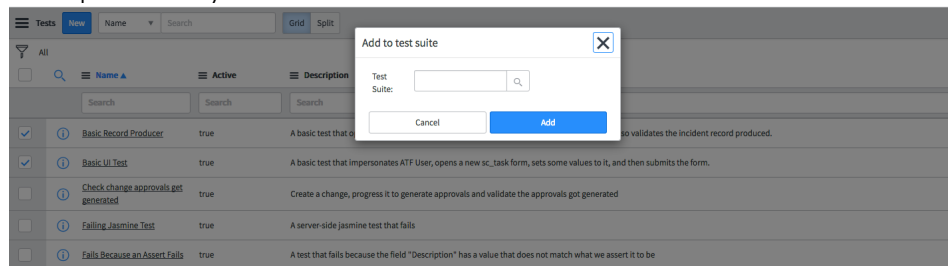 Tests New Name Search Grid Split
Add to test suite
All
Name Active Description
Test Suite:
Search Search Search
Cancel Add
Basic Record Producer true A basic test that o so validates the incident record produced.
Basic UI Test true A basic test that impersonates ATF User, opens a new sc_task form, sets some values to it, and then submits the form.
Check change approvals get generated true Create a change, progress it to generate approvals and validate the approvals got generated
Failing Jasmine Test true A server-side jasmine test that fails
Fails Because an Assert Fails true A test that fails because the field "Description" has a value that does not match what we assert it to be